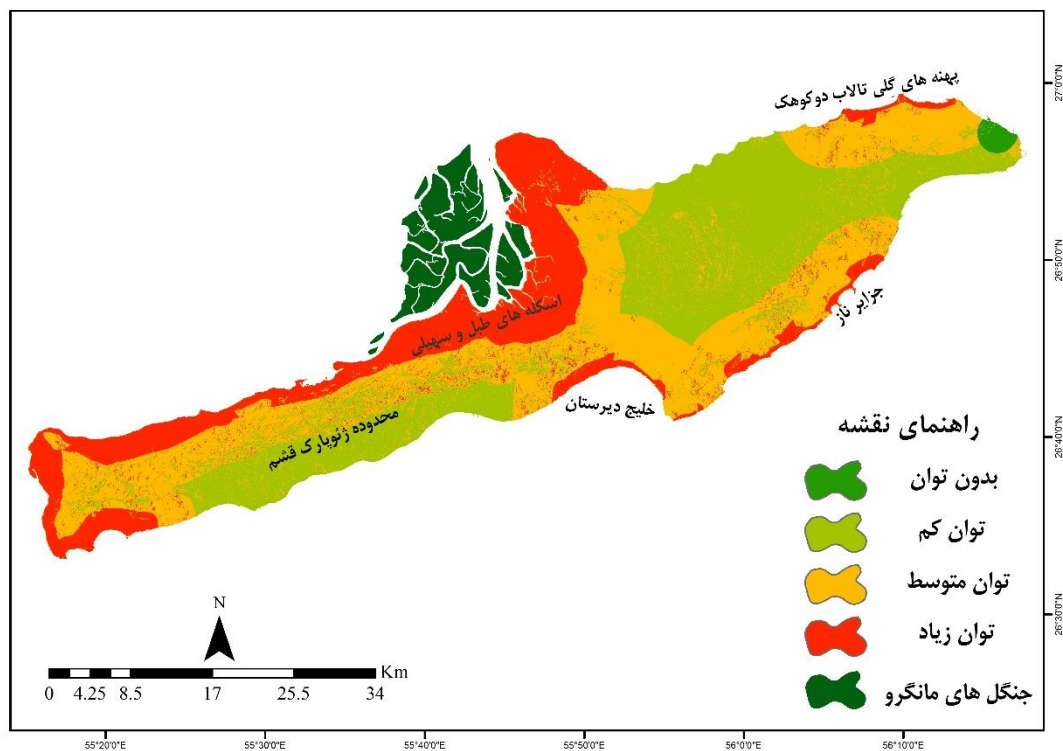 پهنه های گلی تالاب دوکوهک
اسکله های طبل و سهیلی
جزایر ناز
خلیج دیرستان
محدوده ژئوپارک قشم
راهنمای نقشه
بدون توان
توان کم
توان متوسط
توان زیاد
جنگل های مانگرو
N
Km
0 4.25 8.5 17 25.5 34
27°0'0"N
26°50'0"N
26°40'0"N
26°30'0"N
55°20'0"E 55°30'0"E 55°40'0"E 55°50'0"E 56°0'0"E 56°10'0"E